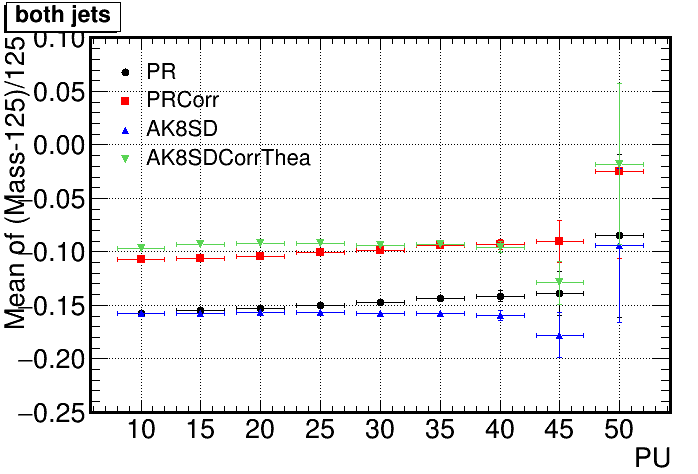 both jets
Mean of (Mass-125)/125
0.10
0.05
0.00
−0.05
−0.10
−0.15
−0.20
−0.25
PR
PRCorr
AK8SD
AK8SDCorrThea
10 15 20 25 30 35 40 45 50
PU